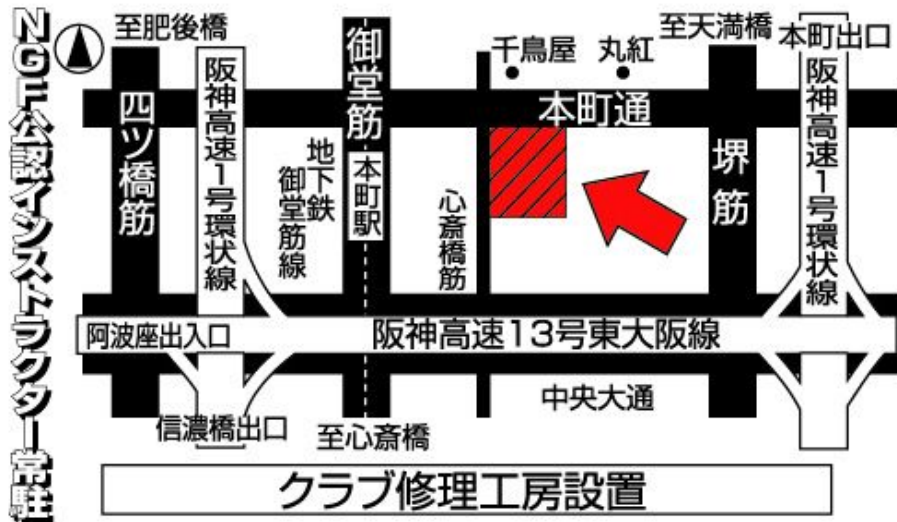 NGF公認インストラクター常駐
至肥後橋
御堂筋
至天満橋
本町出口
千鳥屋
丸紅
四ツ橋筋
阪神高速1号環状線
本町通
阪神高速1号環状線
地下鉄
御堂筋線
本町駅
心斎橋筋
堺筋
阿波座出入口
阪神高速13号東大阪線
中央大通
信濃橋出口
至心斎橋
クラブ修理工房設置